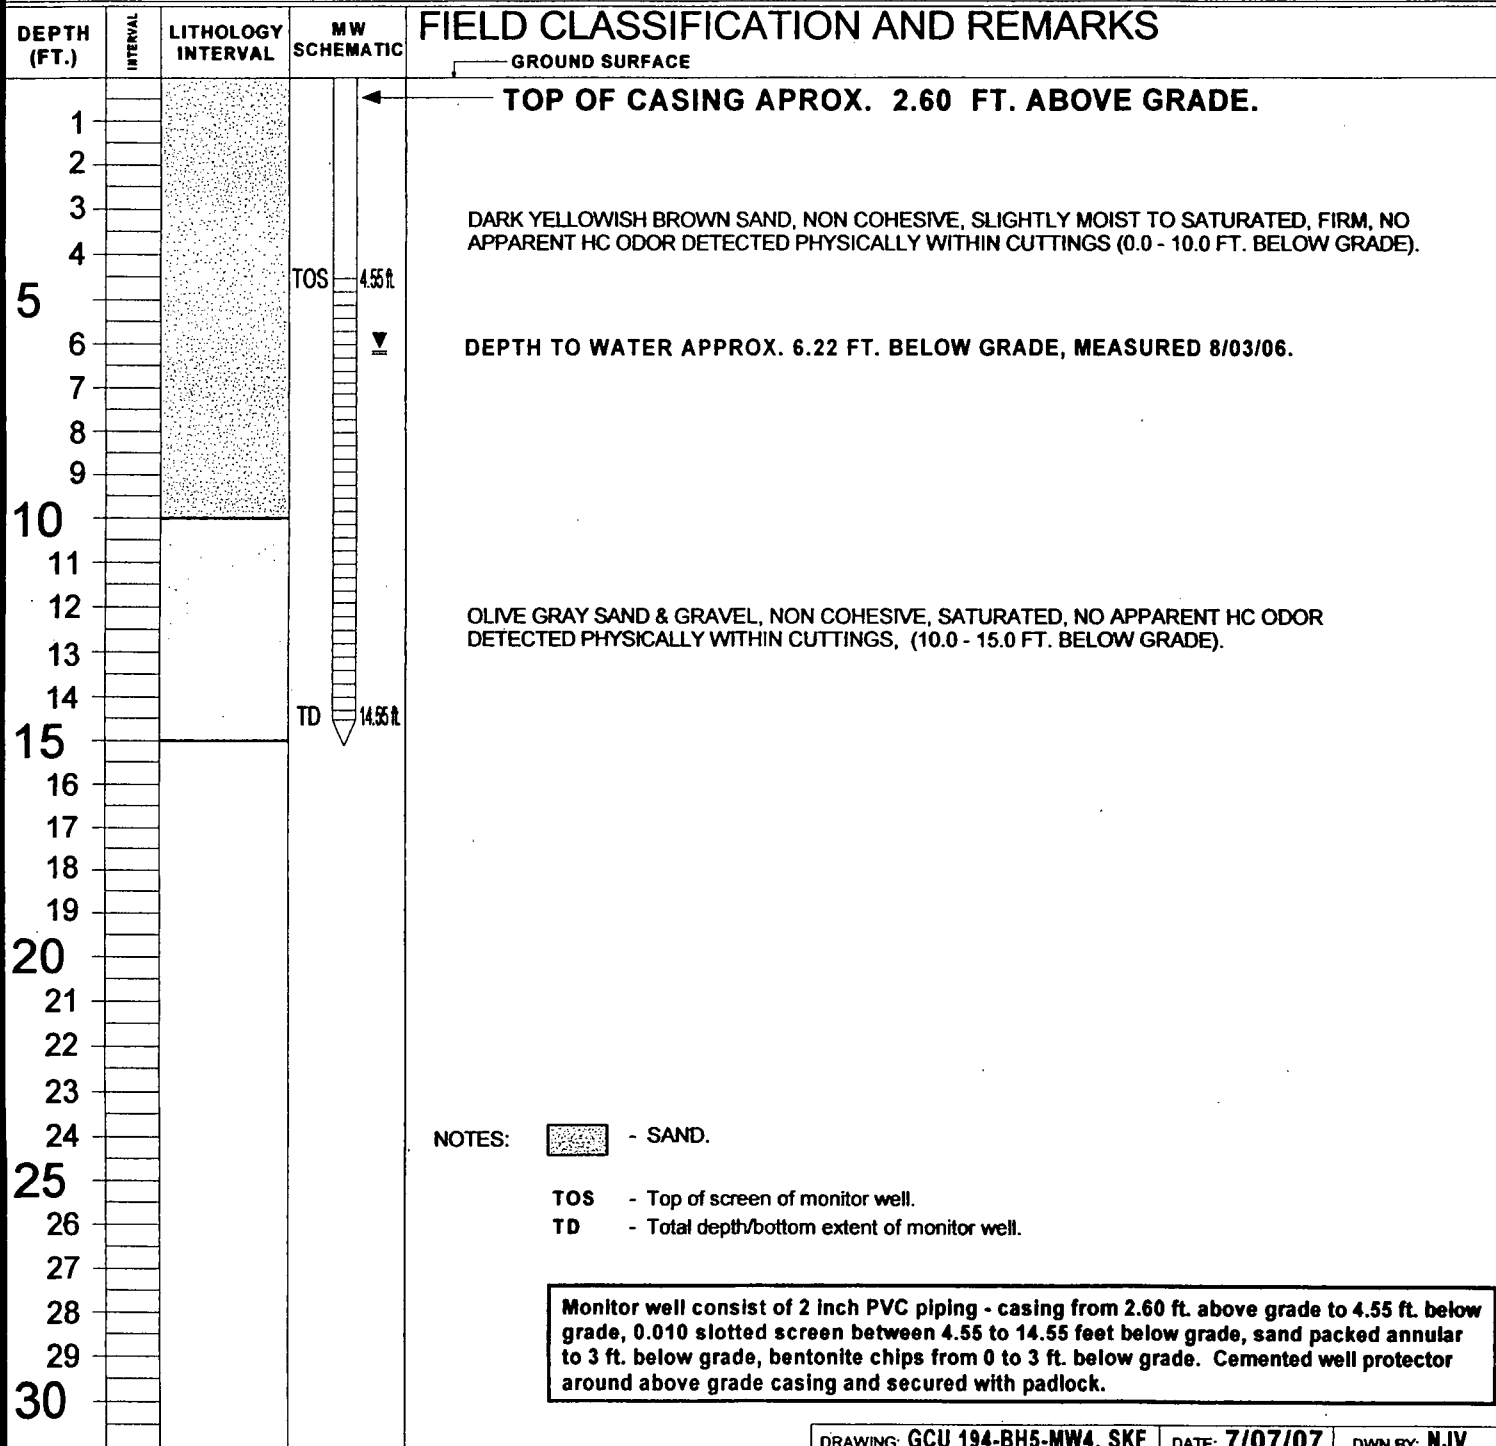 DEPTH
(FT.)
INTERVAL
LITHOLOGY
INTERVAL
MW
SCHEMATIC
FIELD CLASSIFICATION AND REMARKS
GROUND SURFACE
TOP OF CASING APROX. 2.60 FT. ABOVE GRADE.
1
2
3
DARK YELLOWISH BROWN SAND, NON COHESIVE, SLIGHTLY MOIST TO SATURATED, FIRM, NO
APPARENT HC ODOR DETECTED PHYSICALLY WITHIN CUTTINGS (0.0 - 10.0 FT. BELOW GRADE).
4
TOS 4.55 ft.
5
6
DEPTH TO WATER APPROX. 6.22 FT. BELOW GRADE, MEASURED 8/03/06.
7
8
9
10
11
12
OLIVE GRAY SAND & GRAVEL, NON COHESIVE, SATURATED, NO APPARENT HC ODOR
DETECTED PHYSICALLY WITHIN CUTTINGS, (10.0 - 15.0 FT. BELOW GRADE).
13
14
TD 14.55 ft.
15
16
17
18
19
20
21
22
23
24
NOTES: - SAND.
25
TOS - Top of screen of monitor well.
26
TD - Total depth/bottom extent of monitor well.
27
28
29
30
Monitor well consist of 2 inch PVC piping - casing from 2.60 ft. above grade to 4.55 ft. below
grade, 0.010 slotted screen between 4.55 to 14.55 feet below grade, sand packed annular
to 3 ft. below grade, bentonite chips from 0 to 3 ft. below grade. Cemented well protector
around above grade casing and secured with padlock.
DRAWING: GCU 194-BH5-MW4. SKF DATE: 7/07/07 DWN BY: NJV